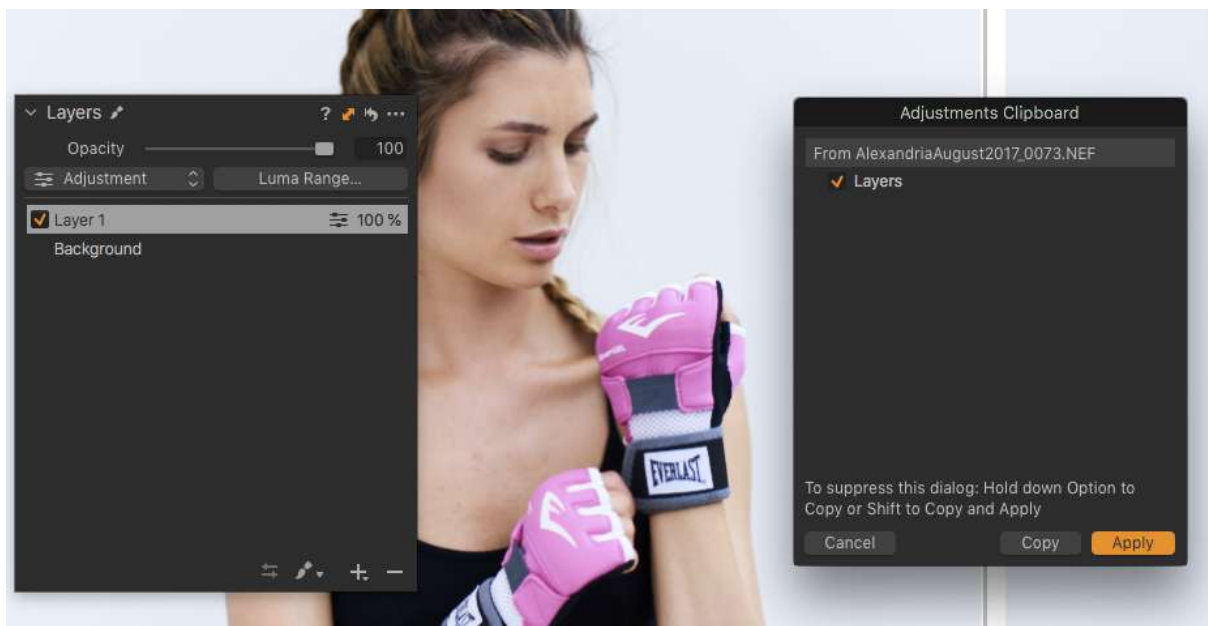 Layers
?
Opacity
100
Adjustment
Luma Range...
Layer 1
100 %
Background
EVERLAST
Adjustments Clipboard
From AlexandriaAugust2017_0073.NEF
Layers
To suppress this dialog: Hold down Option to
Copy or Shift to Copy and Apply
Cancel
Copy
Apply